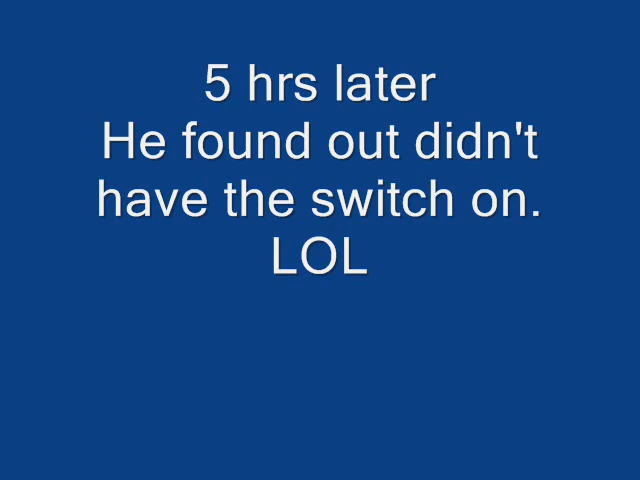 5 hrs later
He found out didn't
have the switch on.
LOL